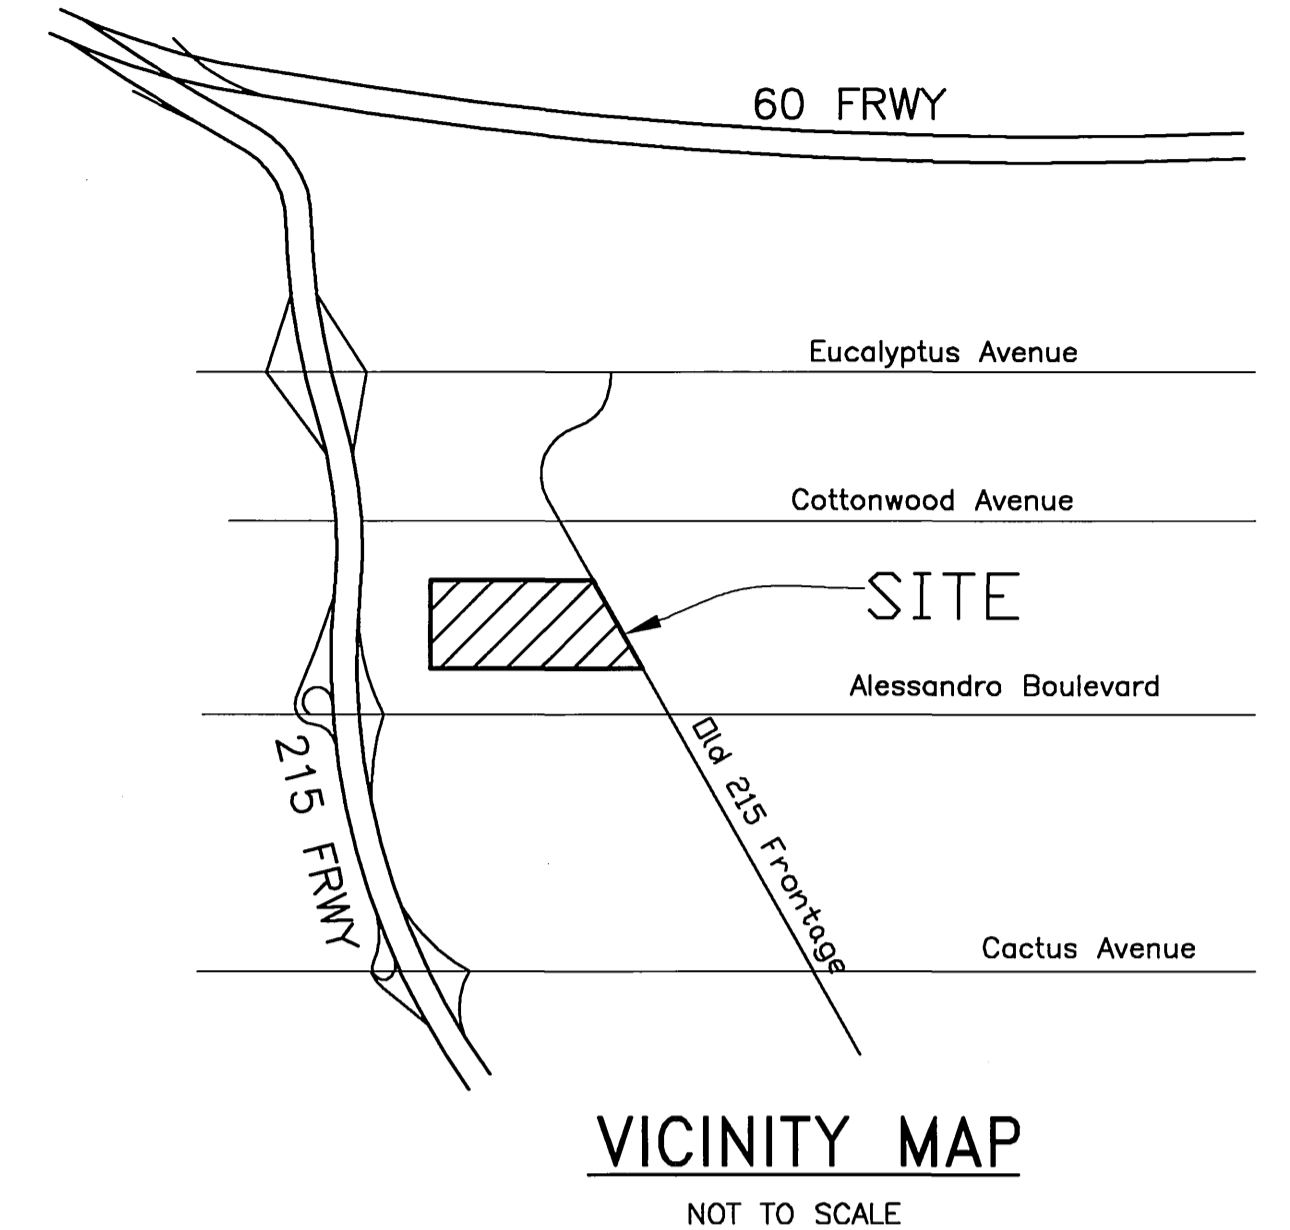 60 FRWY
Eucalyptus Avenue
Cottonwood Avenue
SITE
Alessandro Boulevard
215 FRWY
Old 215 Frontage
Cactus Avenue
VICINITY MAP
NOT TO SCALE